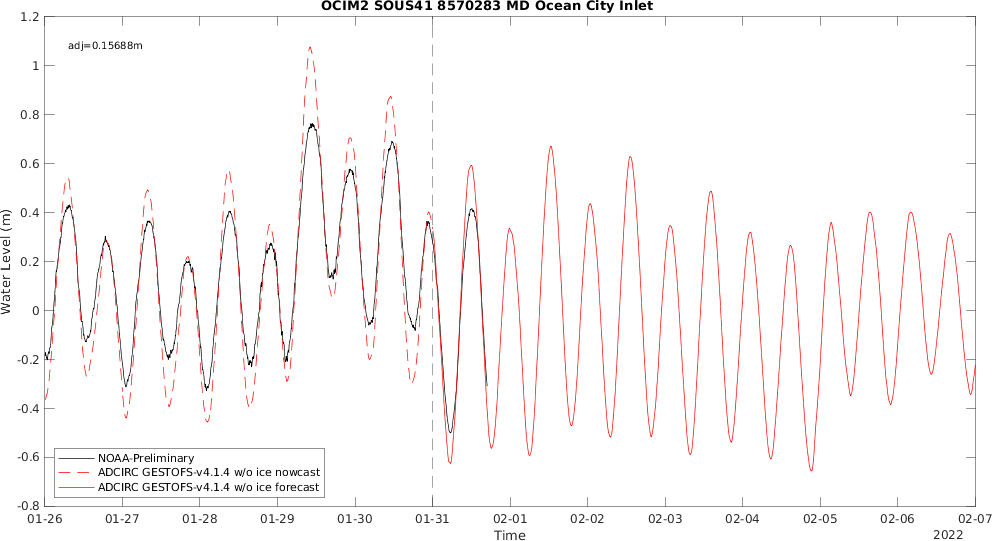 OCIM2 SOUS41 8570283 MD Ocean City Inlet
adj=0.15688m
1.2
1
0.8
0.6
0.4
0.2
0
-0.2
-0.4
-0.6
-0.8
Water Level (m)
NOAA-Preliminary
ADCIRC GESTOFS-v4.1.4 w/o ice nowcast
ADCIRC GESTOFS-v4.1.4 w/o ice forecast
01-26 01-27 01-28 01-29 01-30 01-31 02-01 02-02 02-03 02-04 02-05 02-06 02-07
Time
2022